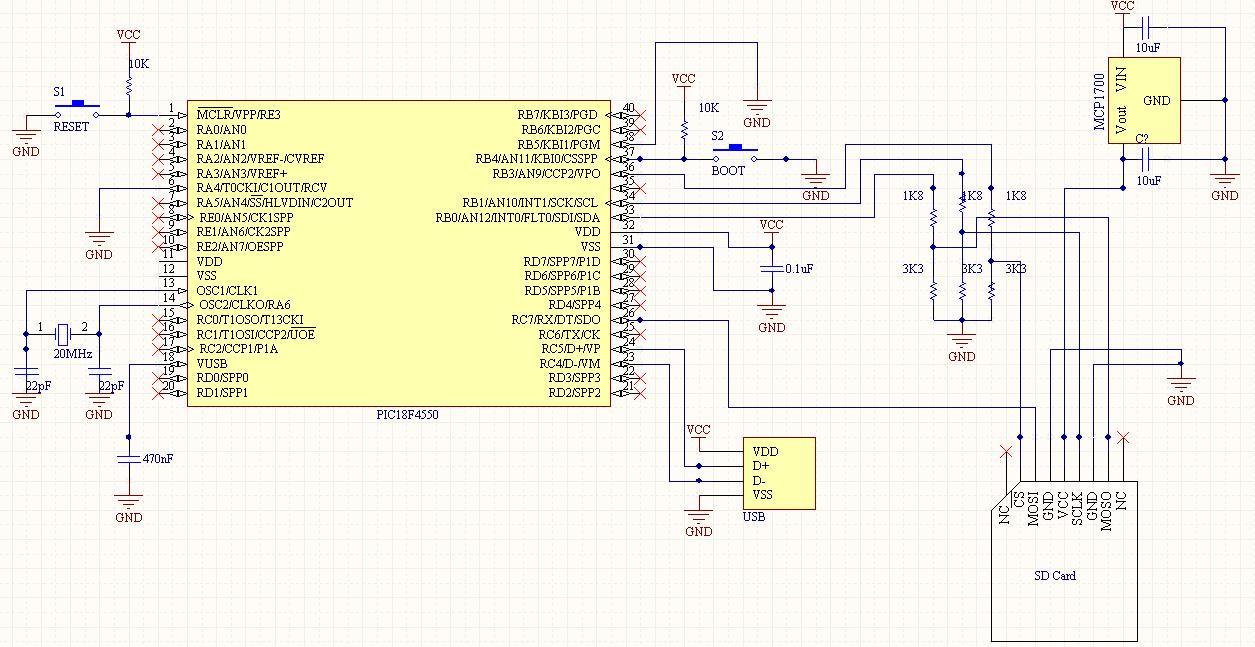 VCC
10K
S1
RESET
GND
1 MCLR/VPP/RE3
2 RA0/AN0
3 RA1/AN1
4 RA2/AN2/VREF-/CVREF
5 RA3/AN3/VREF+
6 RA4/T0CKI/C1OUT/RCV
7 RA5/AN4/SS/HLVDIN/C2OUT
8 RE0/AN5/CK1SPP
9 RE1/AN6/CK2SPP
10 RE2/AN7/OESPP
11 VDD
12 VSS
13 OSC1/CLK1
14 OSC2/CLKO/RA6
15 RC0/T1OSO/T13CKI
16 RC1/T1OSI/CCP2/UOE
17 RC2/CCP1/P1A
18 VUSB
19 RD0/SPP0
20 RD1/SPP1
RB7/KBI3/PGD 40
RB6/KBI2/PGC 39
RB5/KBI1/PGM 38
RB4/AN11/KBI0/CSSPP 37
RB3/AN9/CCP2/VPO 36
35
RB1/AN10/INT1/SCK/SCL 34
RB0/AN12/INT0/FLT0/SDI/SDA 33
VDD 32
VSS 31
RD7/SPP7/P1D 30
RD6/SPP6/P1C 29
RD5/SPP5/P1B 28
RD4/SPP4 27
RC7/RX/DT/SDO 26
RC6/TX/CK 25
RC5/D+/VP 24
RC4/D-/VM 23
RD3/SPP3 22
RD2/SPP2 21
PIC18F4550
GND
1 2
20MHz
22pF 22pF
GND GND
470nF
GND
GND
VCC
10K
S2
BOOT
GND
VCC
0.1uF
GND
VCC
VDD
D+
D-
VSS
USB
GND
1K8 1K8 1K8
3K3 3K3 3K3
GND
VCC
10uF
MCP1700
VIN
GND
Vout
C?
10uF
GND
GND
NC
CS
MOSI
GND
VCC
SCLK
GND
MOSO
NC
SD Card